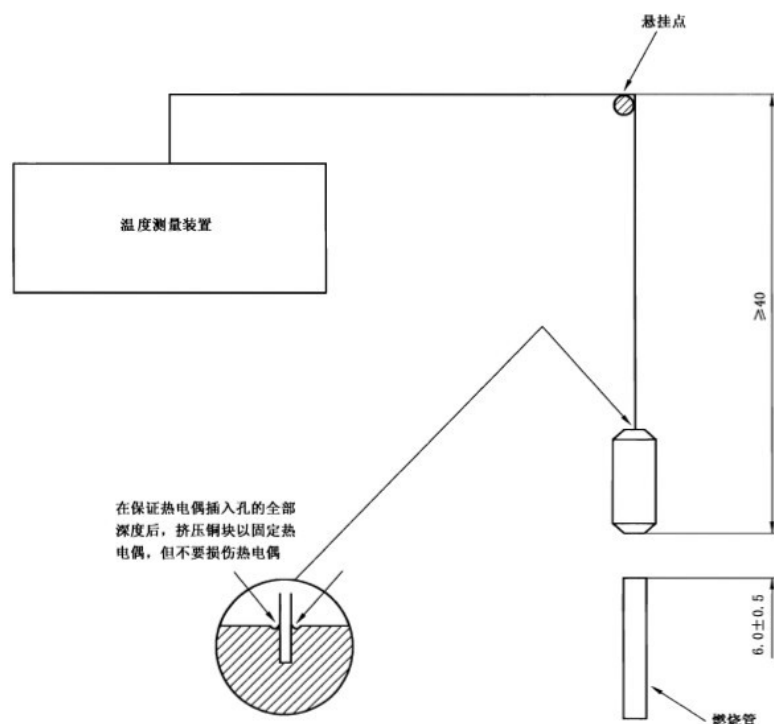 悬挂点
温度测量装置
≥40
在保证热电偶插入孔的全部
深度后，挤压铜块以固定热
电偶，但不要损伤热电偶
6.0±0.5
燃烧管